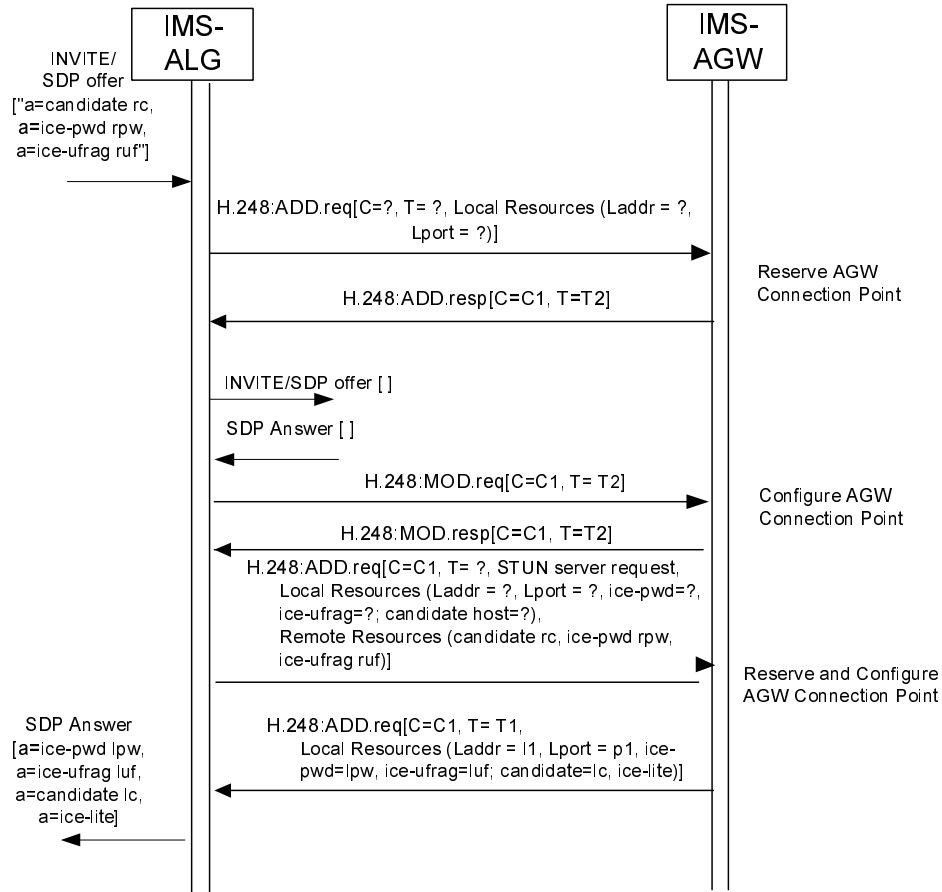 IMS-
ALG
IMS-
AGW
INVITE/
SDP offer
["a=candidate rc,
a=ice-pwd rpw,
a=ice-ufrag ruf"]
H.248:ADD.req[C=?, T= ?, Local Resources (Laddr = ?,
Lport = ?)]
Reserve AGW
Connection Point
H.248:ADD.resp[C=C1, T=T2]
INVITE/SDP offer [ ]
SDP Answer [ ]
H.248:MOD.req[C=C1, T= T2]
Configure AGW
Connection Point
H.248:MOD.resp[C=C1, T=T2]
H.248:ADD.req[C=C1, T= ?, STUN server request,
Local Resources (Laddr = ?, Lport = ?, ice-pwd=?,
ice-ufrag=?; candidate host=?),
Remote Resources (candidate rc, ice-pwd rpw,
ice-ufrag ruf)]
Reserve and Configure
AGW Connection Point
H.248:ADD.req[C=C1, T= T1,
Local Resources (Laddr = l1, Lport = p1, ice-
pwd=lpw, ice-ufrag=luf; candidate=lc, ice-lite)]
SDP Answer
[a=ice-pwd lpw,
a=ice-ufrag luf,
a=candidate lc,
a=ice-lite]